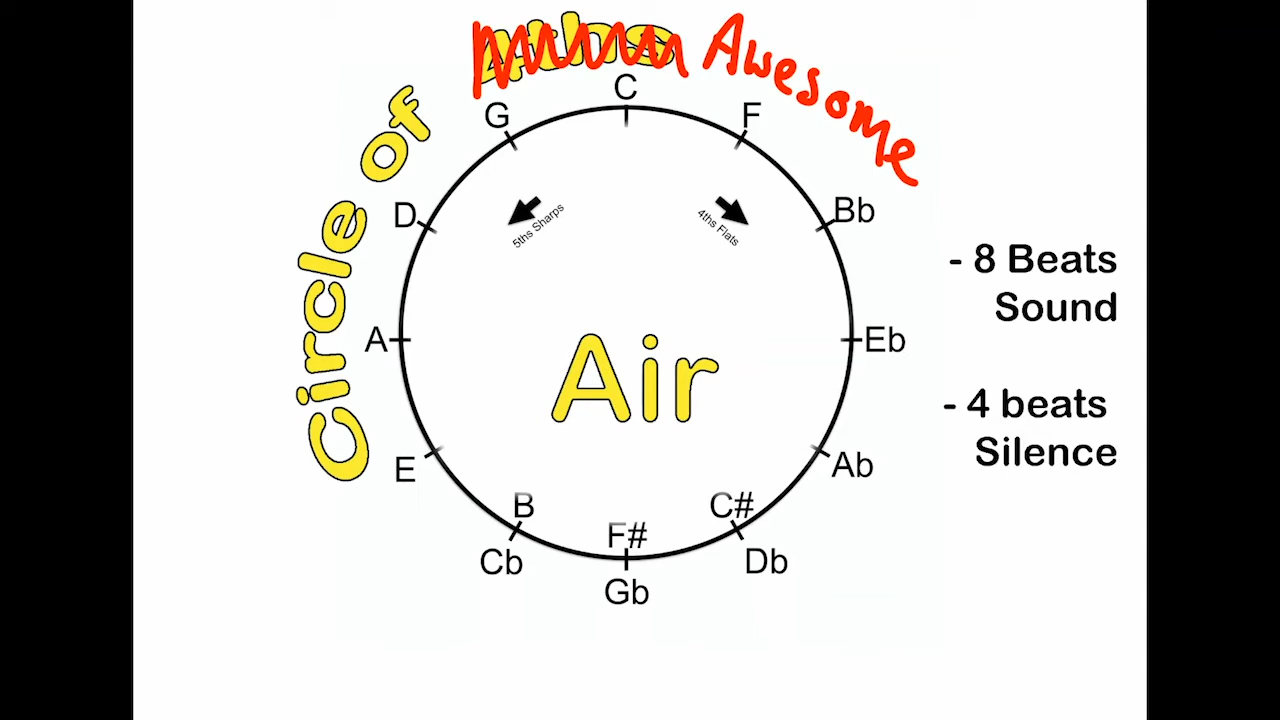 Circle of 4ths Awesome
C
G
F
D
Bb
5ths Sharps
4ths Flats
- 8 Beats
Sound
A
Eb
Air
- 4 beats
Silence
E
Ab
B
C#
F#
Cb
Db
Gb